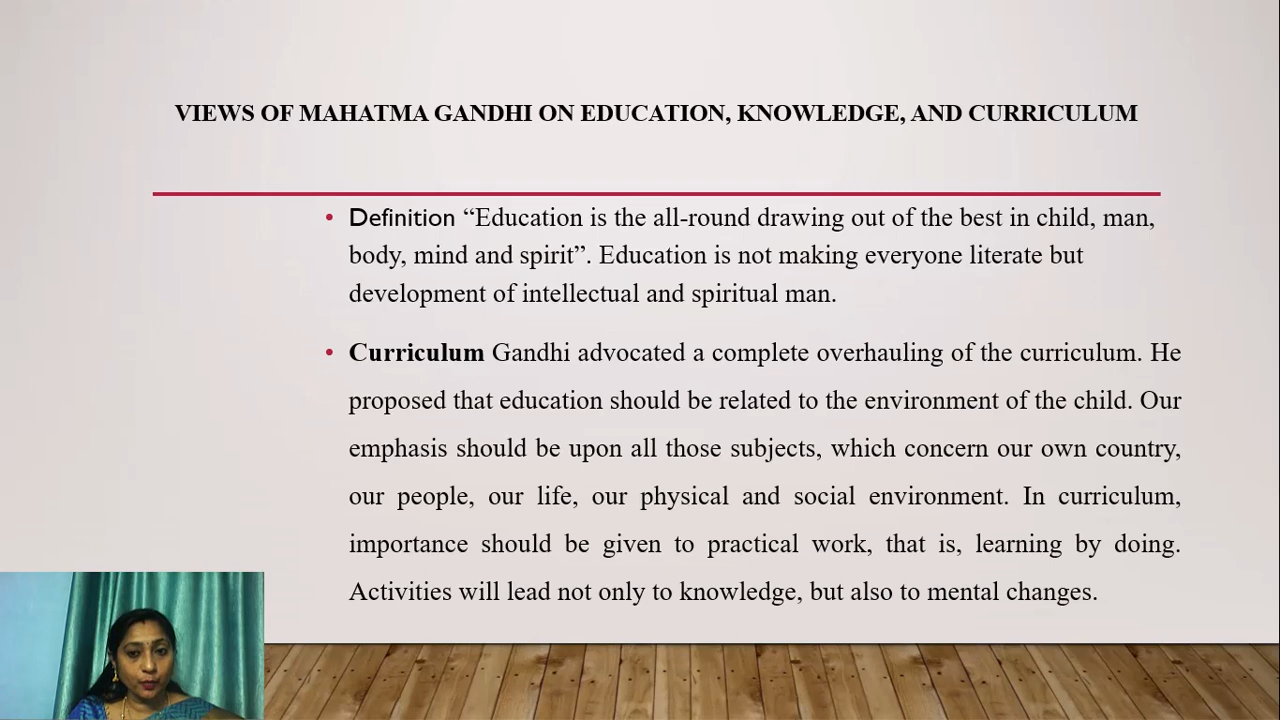 VIEWS OF MAHATMA GANDHI ON EDUCATION, KNOWLEDGE, AND CURRICULUM
• Definition “Education is the all-round drawing out of the best in child, man,
body, mind and spirit”. Education is not making everyone literate but
development of intellectual and spiritual man.
• Curriculum Gandhi advocated a complete overhauling of the curriculum. He
proposed that education should be related to the environment of the child. Our
emphasis should be upon all those subjects, which concern our own country,
our people, our life, our physical and social environment. In curriculum,
importance should be given to practical work, that is, learning by doing.
Activities will lead not only to knowledge, but also to mental changes.